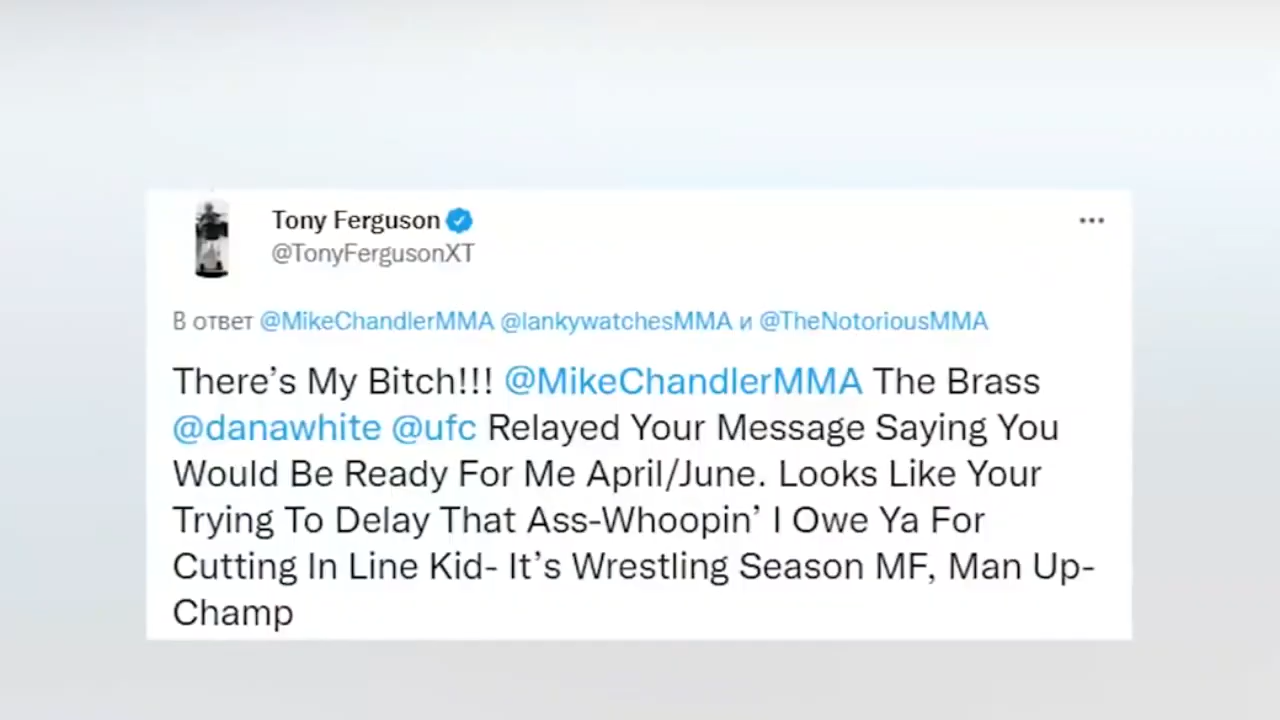 Tony Ferguson
@TonyFergusonXT
В ответ @MikeChandlerMMA @lankywatchesMMA и @TheNotoriousMMA
There’s My Bitch!!! @MikeChandlerMMA The Brass
@danawhite @ufc Relayed Your Message Saying You
Would Be Ready For Me April/June. Looks Like Your
Trying To Delay That Ass-Whoopin’ I Owe Ya For
Cutting In Line Kid- It’s Wrestling Season MF, Man Up-
Champ